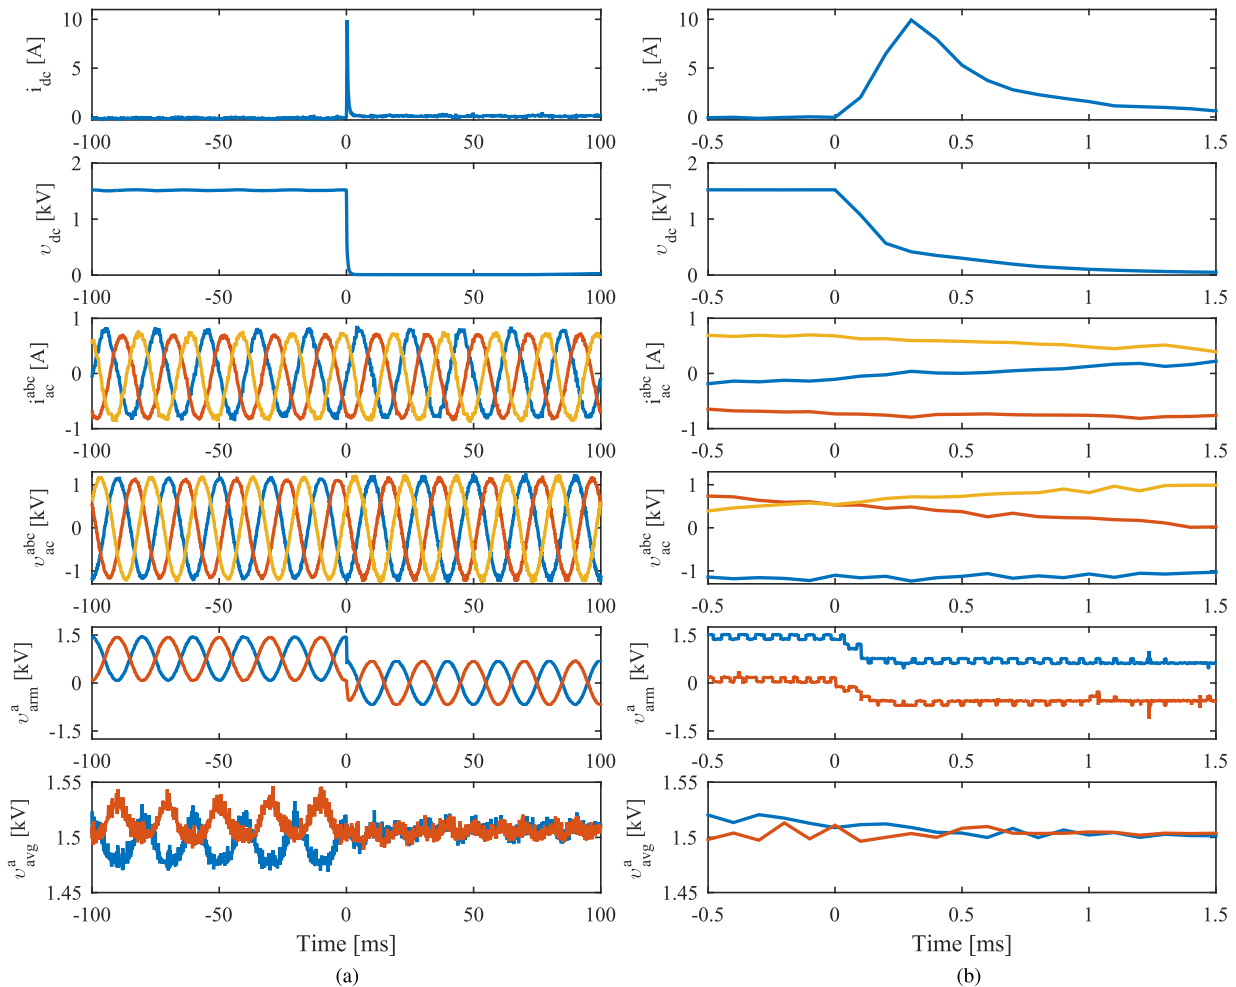 10
5
0
i_dc [A]
-100 -50 0 50 100
2
1
0
v_dc [kV]
-100 -50 0 50 100
1
0
-1
i_ac^abc [A]
-100 -50 0 50 100
1
0
-1
v_ac^abc [kV]
-100 -50 0 50 100
1.5
0
-1.5
v_arm^a [kV]
-100 -50 0 50 100
1.55
1.5
1.45
v_avg^a [kV]
-100 -50 0 50 100
Time [ms]
(a)
10
5
0
i_dc [A]
-0.5 0 0.5 1 1.5
2
1
0
v_dc [kV]
-0.5 0 0.5 1 1.5
1
0
-1
i_ac^abc [A]
-0.5 0 0.5 1 1.5
1
0
-1
v_ac^abc [kV]
-0.5 0 0.5 1 1.5
1.5
0
-1.5
v_arm^a [kV]
-0.5 0 0.5 1 1.5
1.55
1.5
1.45
v_avg^a [kV]
-0.5 0 0.5 1 1.5
Time [ms]
(b)